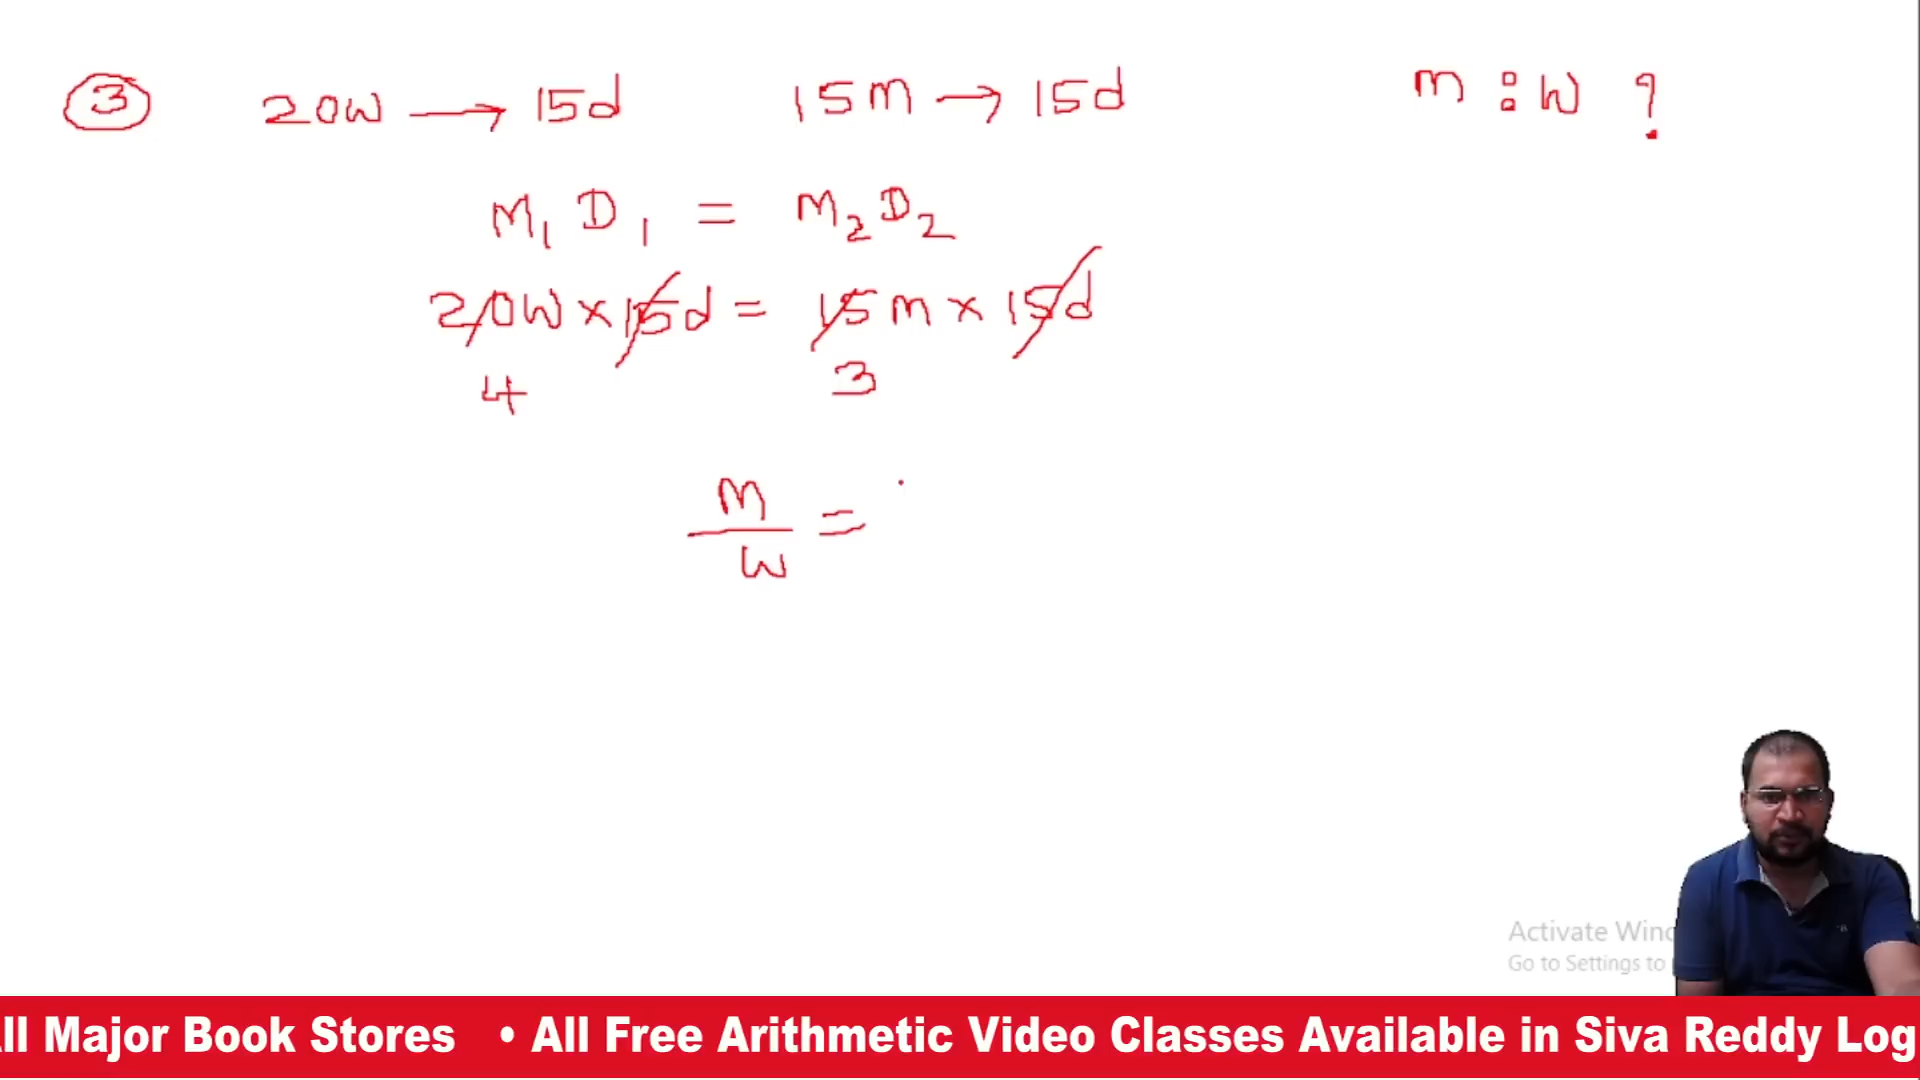 3 20W → 15d 15m → 15d m : W ?
M₁ D₁ = M₂D₂
20W × 15d = 15m × 15d
4 3
M/W =
Activate Wind
Go to Settings to
ll Major Book Stores • All Free Arithmetic Video Classes Available in Siva Reddy Log